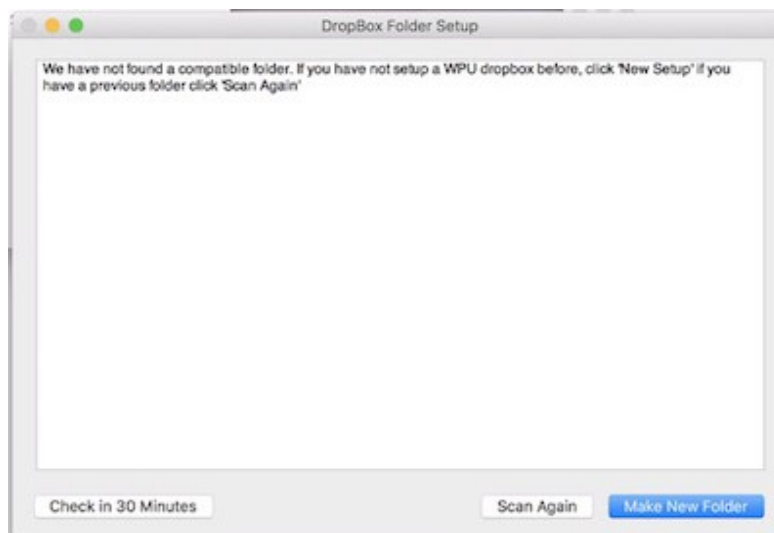 DropBox Folder Setup
We have not found a compatible folder. If you have not setup a WPU dropbox before, click 'New Setup' if you
have a previous folder click 'Scan Again'
Check in 30 Minutes
Scan Again
Make New Folder